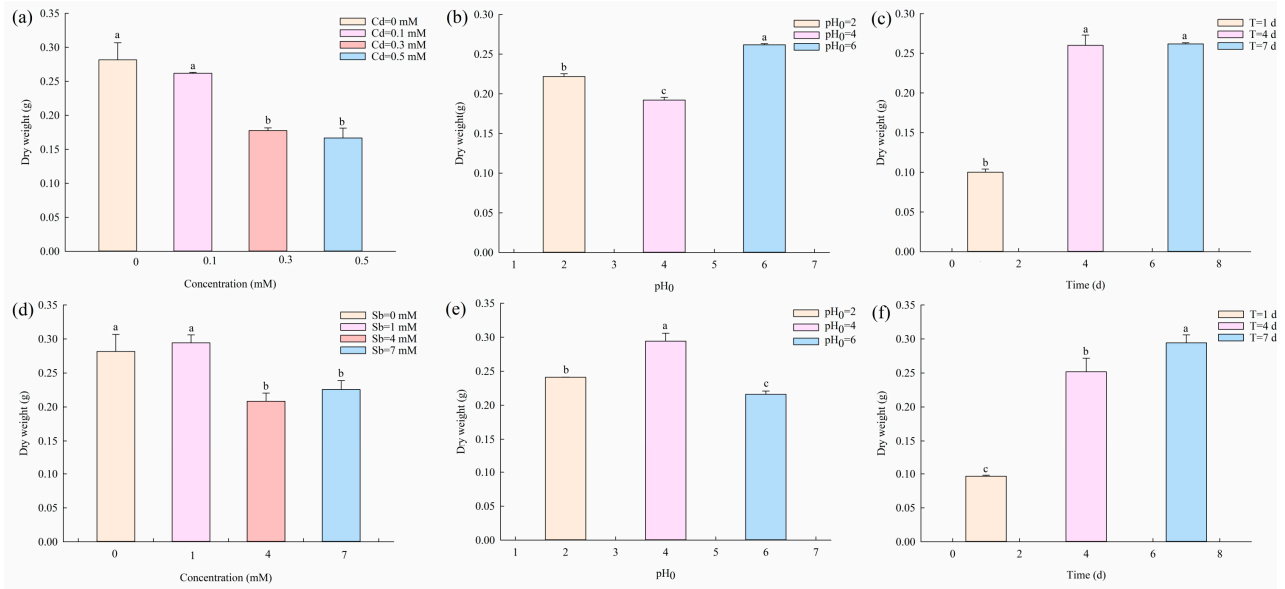 (a)
0.35
0.30
0.25
0.20
0.15
0.10
0.05
0.00
Dry weight (g)
a
a
b
b
0
0.1
0.3
0.5
Concentration (mM)
Cd=0 mM
Cd=0.1 mM
Cd=0.3 mM
Cd=0.5 mM
(b)
0.30
0.25
0.20
0.15
0.10
0.05
0.00
Dry weight(g)
b
c
a
1
2
3
4
5
6
7
pH0
pH0=2
pH0=4
pH0=6
(c)
0.30
0.25
0.20
0.15
0.10
0.05
0.00
Dry weight (g)
b
a
a
0
2
4
6
8
Time (d)
T=1 d
T=4 d
T=7 d
(d)
0.35
0.30
0.25
0.20
0.15
0.10
0.05
0.00
Dry weight (g)
a
a
b
b
0
1
4
7
Concentration (mM)
Sb=0 mM
Sb=1 mM
Sb=4 mM
Sb=7 mM
(e)
0.35
0.30
0.25
0.20
0.15
0.10
0.05
0.00
Dry weight (g)
b
a
c
1
2
3
4
5
6
7
pH0
pH0=2
pH0=4
pH0=6
(f)
0.35
0.30
0.25
0.20
0.15
0.10
0.05
0.00
Dry weight (g)
c
b
a
0
2
4
6
8
Time (d)
T=1 d
T=4 d
T=7 d